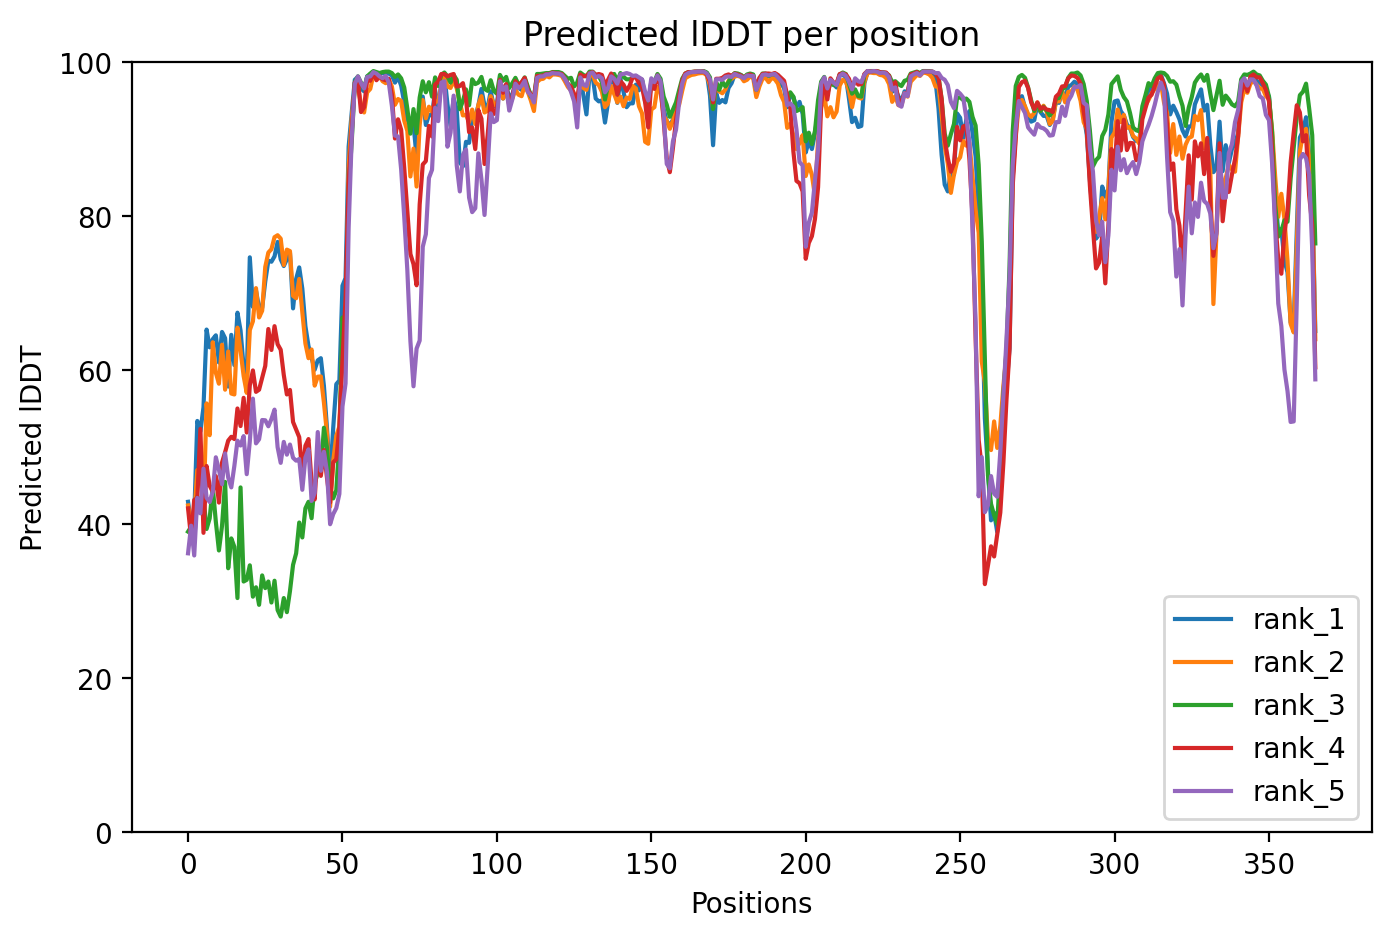 Predicted lDDT per position
100
80
60
40
20
0
Predicted lDDT
0 50 100 150 200 250 300 350
Positions
rank_1
rank_2
rank_3
rank_4
rank_5